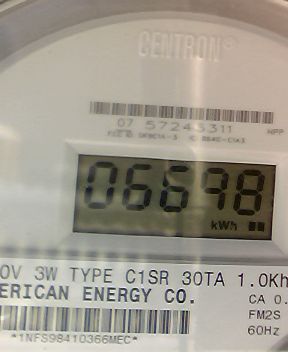 CENTRON®
07 57243311
06698
kWh
0V 3W TYPE C1SR 30TA 1.0Kh
ERICAN ENERGY CO.
CA 0.
FM2S
60Hz
*1NFS98410366MEC*